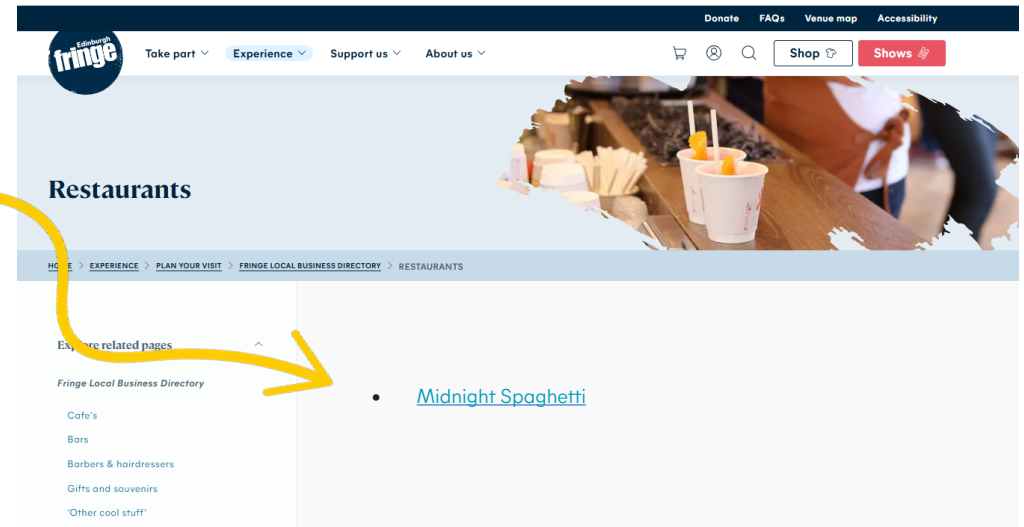 Donate FAQs Venue map Accessibility
Edinburgh
fringe
Take part Experience Support us About us Shop Shows
Restaurants
HOME > EXPERIENCE > PLAN YOUR VISIT > FRINGE LOCAL BUSINESS DIRECTORY > RESTAURANTS
Explore related pages
Fringe Local Business Directory
• Midnight Spaghetti
Cafe's
Bars
Barbers & hairdressers
Gifts and souvenirs
'Other cool stuff'